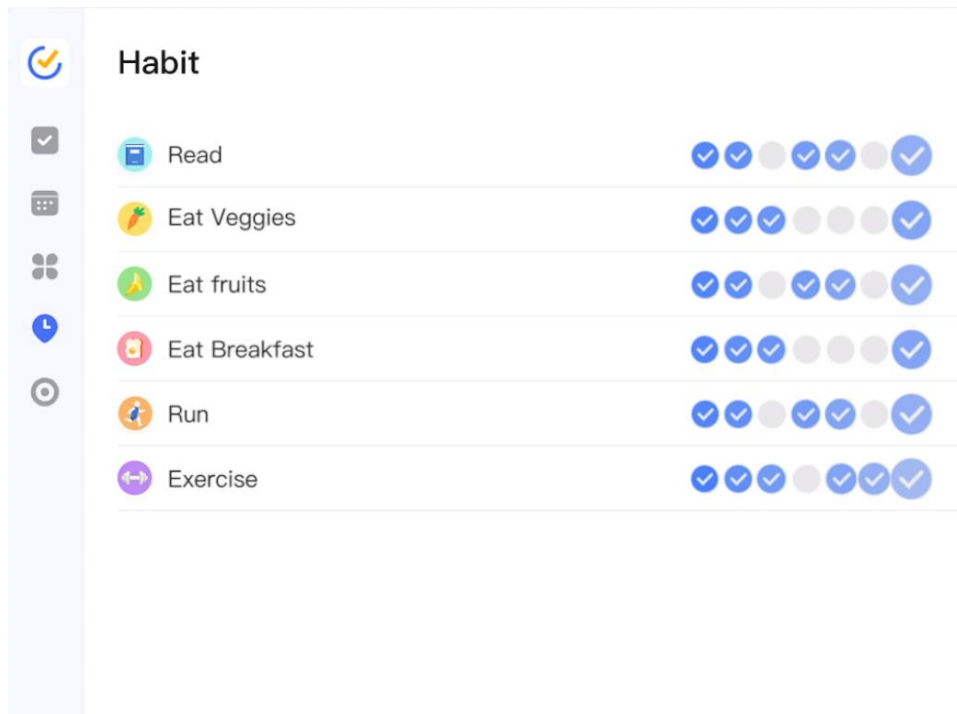 Habit
Read
Eat Veggies
Eat fruits
Eat Breakfast
Run
Exercise